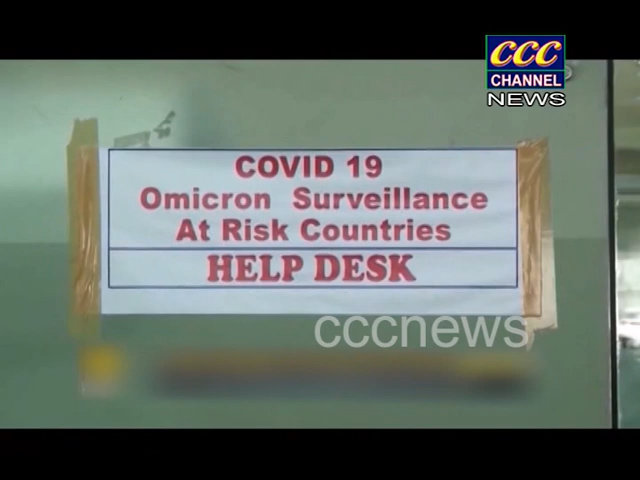 CCC
CHANNEL
NEWS
COVID 19
Omicron Surveillance
At Risk Countries
HELP DESK
cccnews